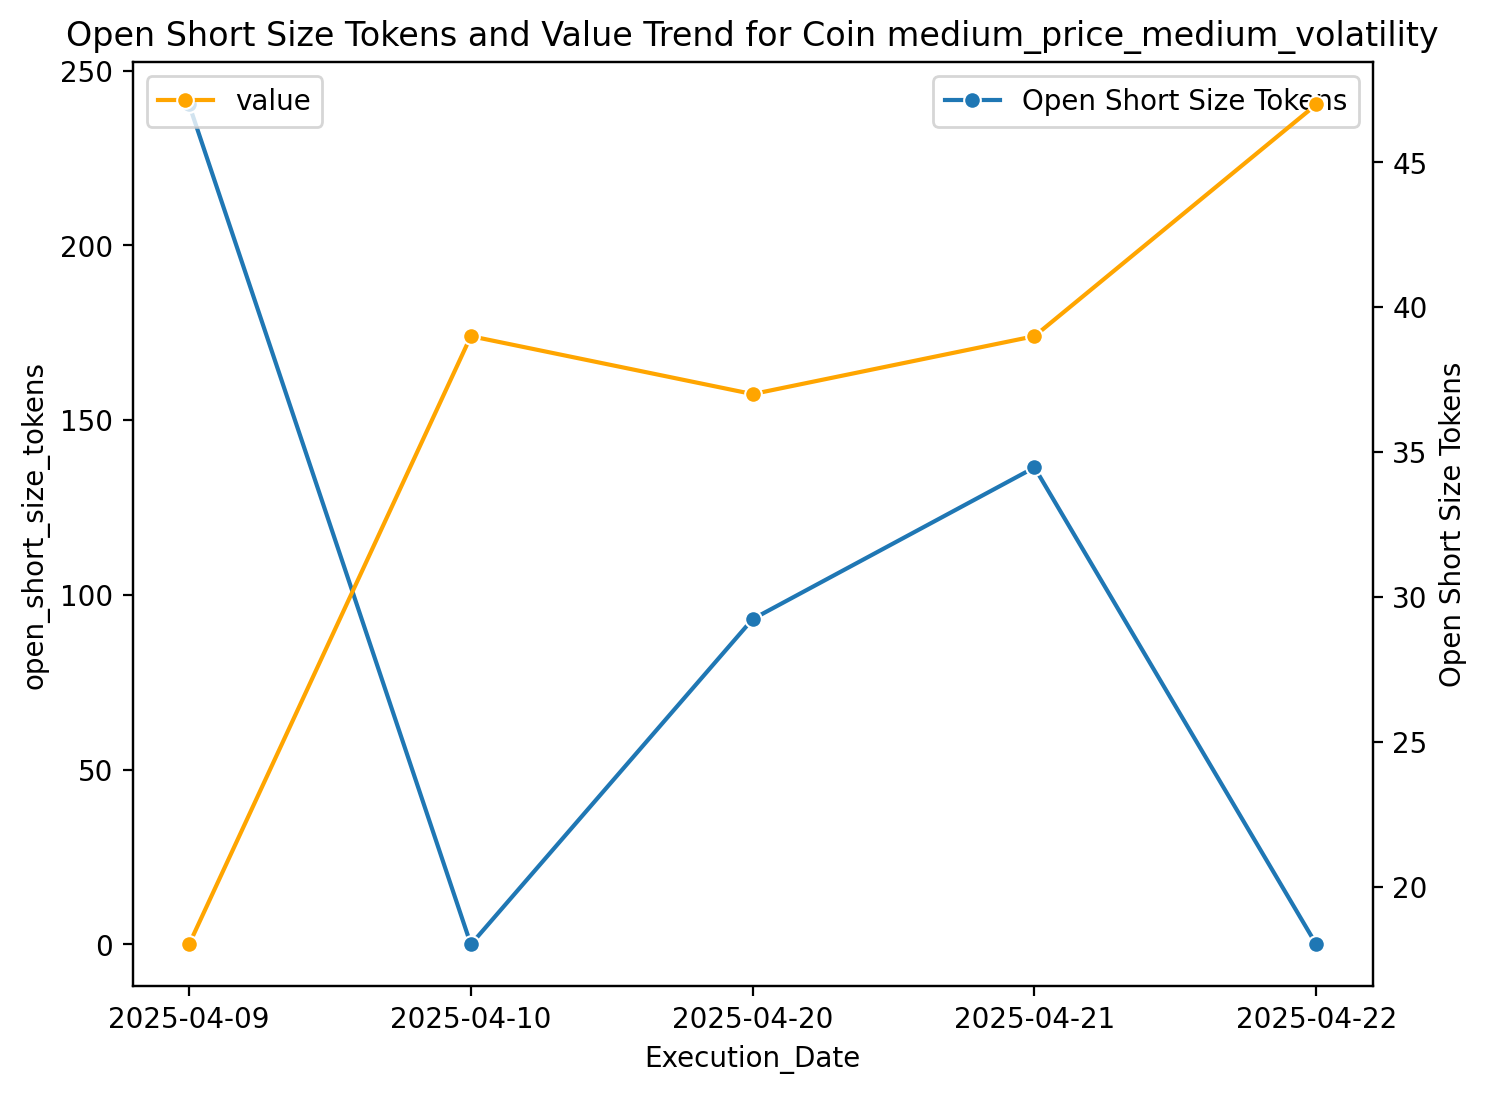 Open Short Size Tokens and Value Trend for Coin medium_price_medium_volatility
value
Open Short Size Tokens
250
200
150
100
50
0
open_short_size_tokens
45
40
35
30
25
20
Open Short Size Tokens
2025-04-09 2025-04-10 2025-04-20 2025-04-21 2025-04-22
Execution_Date